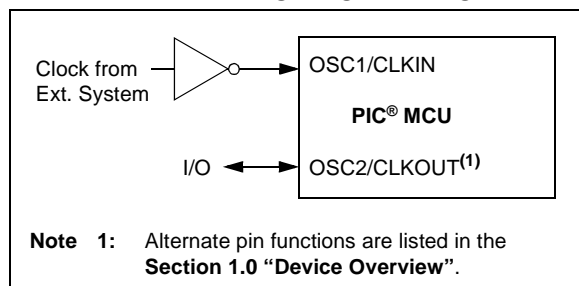 Clock from
Ext. System
OSC1/CLKIN
PIC® MCU
I/O
OSC2/CLKOUT(1)
Note 1: Alternate pin functions are listed in the
Section 1.0 “Device Overview”.